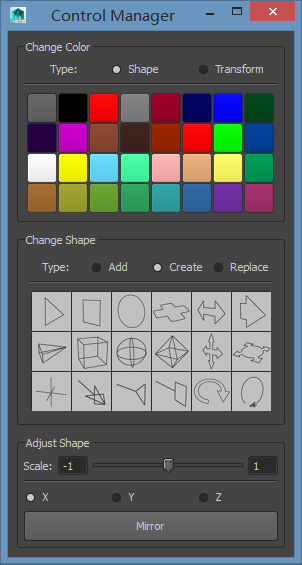 Control Manager
Change Color
Type: Shape Transform
Change Shape
Type: Add Create Replace
Adjust Shape
Scale: -1 1
X Y Z
Mirror